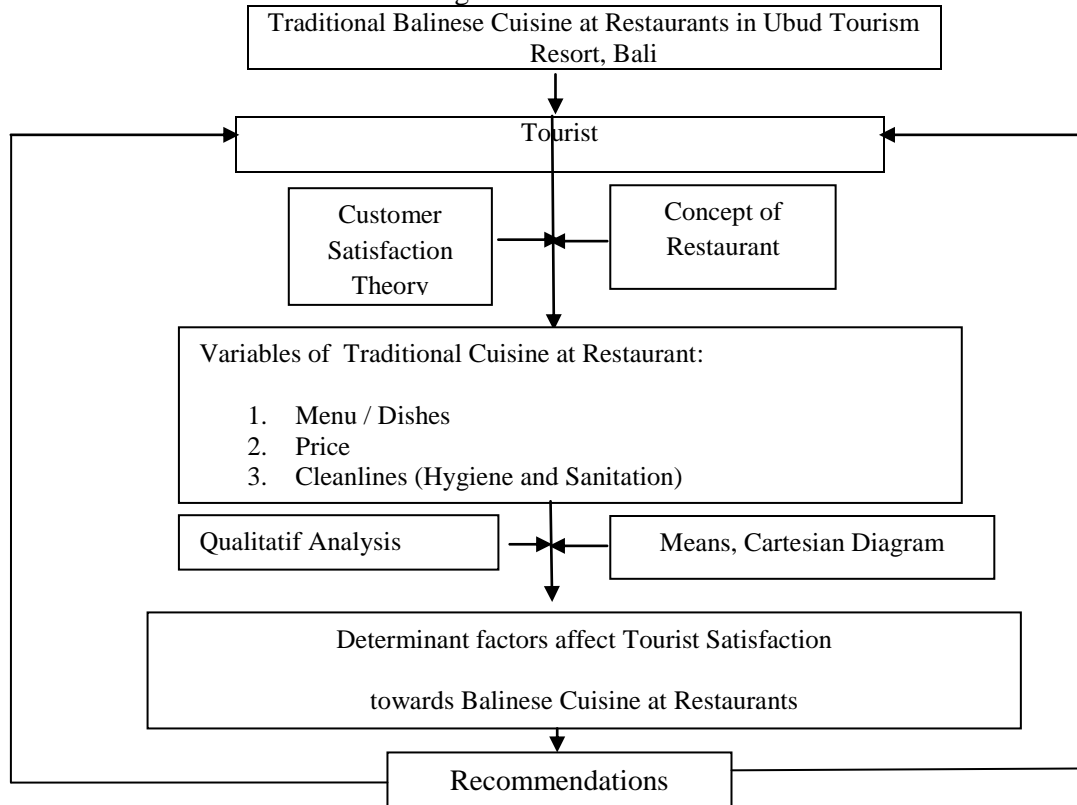 Traditional Balinese Cuisine at Restaurants in Ubud Tourism
Resort, Bali
Tourist
Customer
Satisfaction
Theory
Concept of
Restaurant
Variables of Traditional Cuisine at Restaurant:
1. Menu / Dishes
2. Price
3. Cleanlines (Hygiene and Sanitation)
Qualitatif Analysis
Means, Cartesian Diagram
Determinant factors affect Tourist Satisfaction
towards Balinese Cuisine at Restaurants
Recommendations